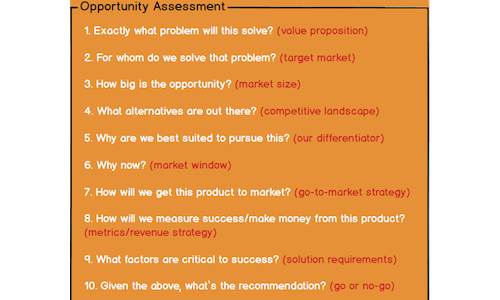 Opportunity Assessment
1. Exactly what problem will this solve? (value proposition)
2. For whom do we solve that problem? (target market)
3. How big is the opportunity? (market size)
4. What alternatives are out there? (competitive landscape)
5. Why are we best suited to pursue this? (our differentiator)
6. Why now? (market window)
7. How will we get this product to market? (go-to-market strategy)
8. How will we measure success/make money from this product?
(metrics/revenue strategy)
9. What factors are critical to success? (solution requirements)
10. Given the above, what's the recommendation? (go or no-go)